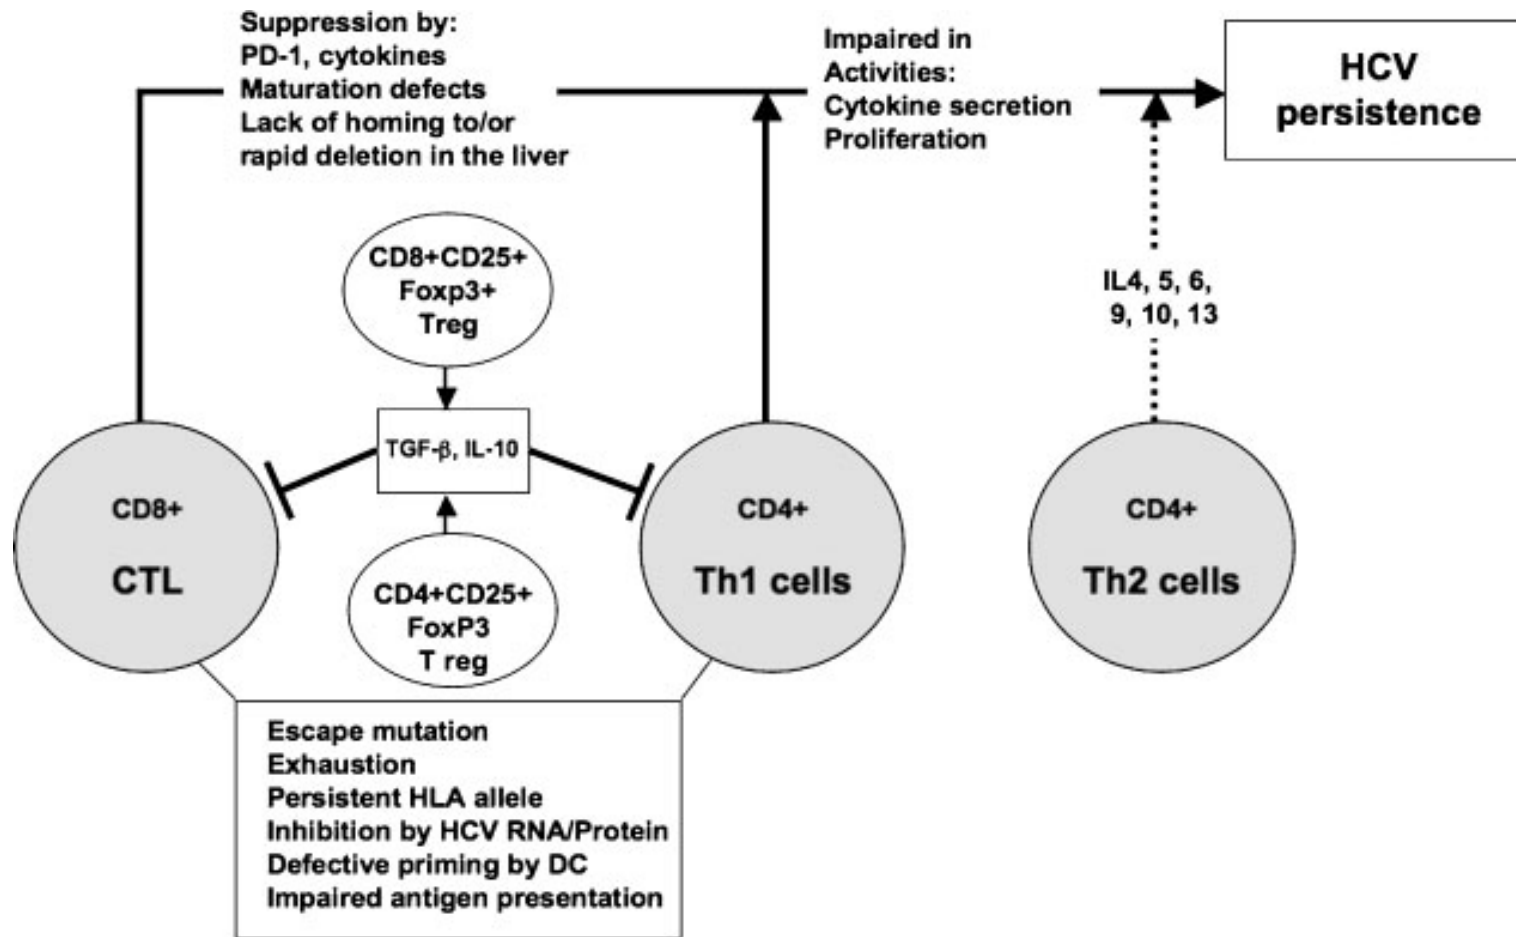 Suppression by:
PD-1, cytokines
Maturation defects
Lack of homing to/or
rapid deletion in the liver
Impaired in
Activities:
Cytokine secretion
Proliferation
HCV
persistence
CD8+CD25+
Foxp3+
Treg
IL4, 5, 6,
9, 10, 13
TGF-β, IL-10
CD8+
CTL
CD4+
Th1 cells
CD4+
Th2 cells
CD4+CD25+
FoxP3
T reg
Escape mutation
Exhaustion
Persistent HLA allele
Inhibition by HCV RNA/Protein
Defective priming by DC
Impaired antigen presentation